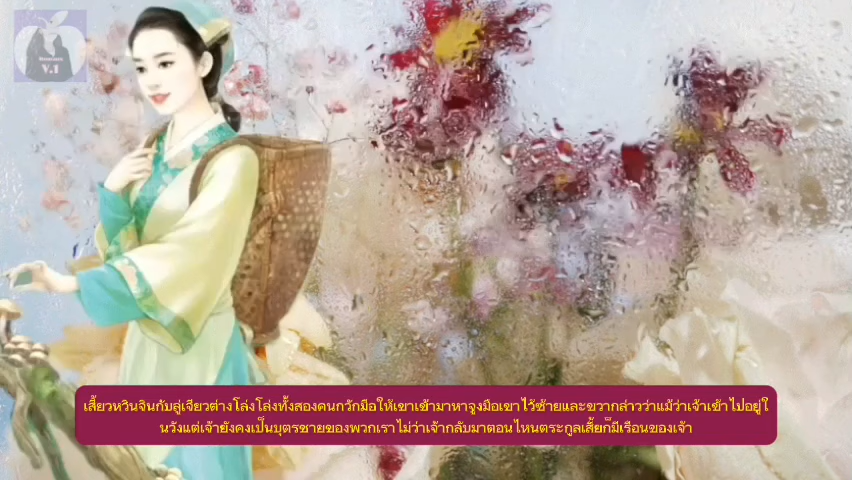 V.1
เสี้ยวหวินจินกับลู่เจียวต่างโล่งโล่งทั้งสองคนกวักมือให้เขาเข้ามาหาจูงมือเขาไว้ซ้ายและขวากล่าวว่าแม้ว่าเจ้าเข้าไปอยู่ใ
นวังแต่เจ้ายังคงเป็นบุตรชายของพวกเราไม่ว่าเจ้ากลับมาตอนไหนตระกูลเสี้ยก็มีเรือนของเจ้า